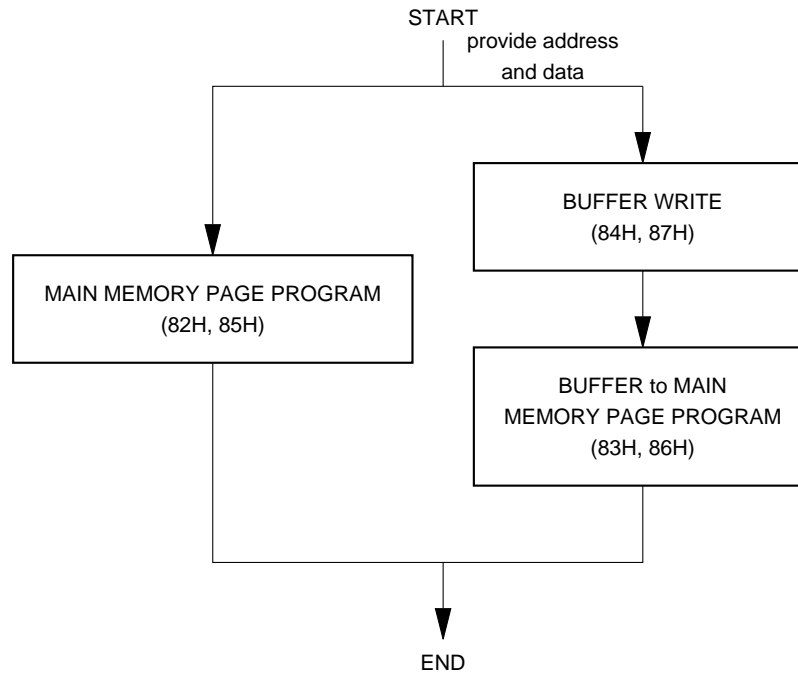 START
provide address
and data
BUFFER WRITE
(84H, 87H)
MAIN MEMORY PAGE PROGRAM
(82H, 85H)
BUFFER to MAIN
MEMORY PAGE PROGRAM
(83H, 86H)
END